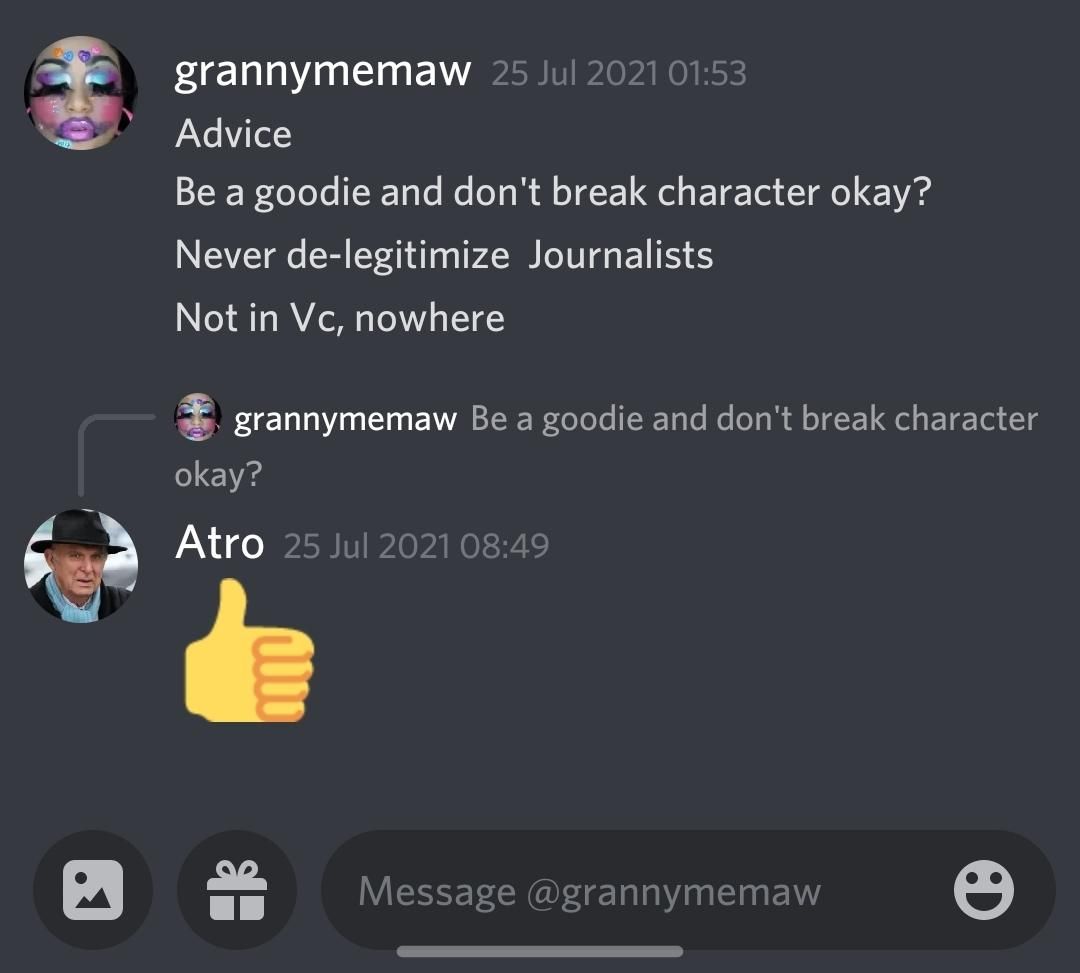 grannymemaw 25 Jul 2021 01:53
Advice
Be a goodie and don't break character okay?
Never de-legitimize  Journalists
Not in Vc, nowhere
grannymemaw Be a goodie and don't break character
okay?
Atro 25 Jul 2021 08:49
Message @grannymemaw